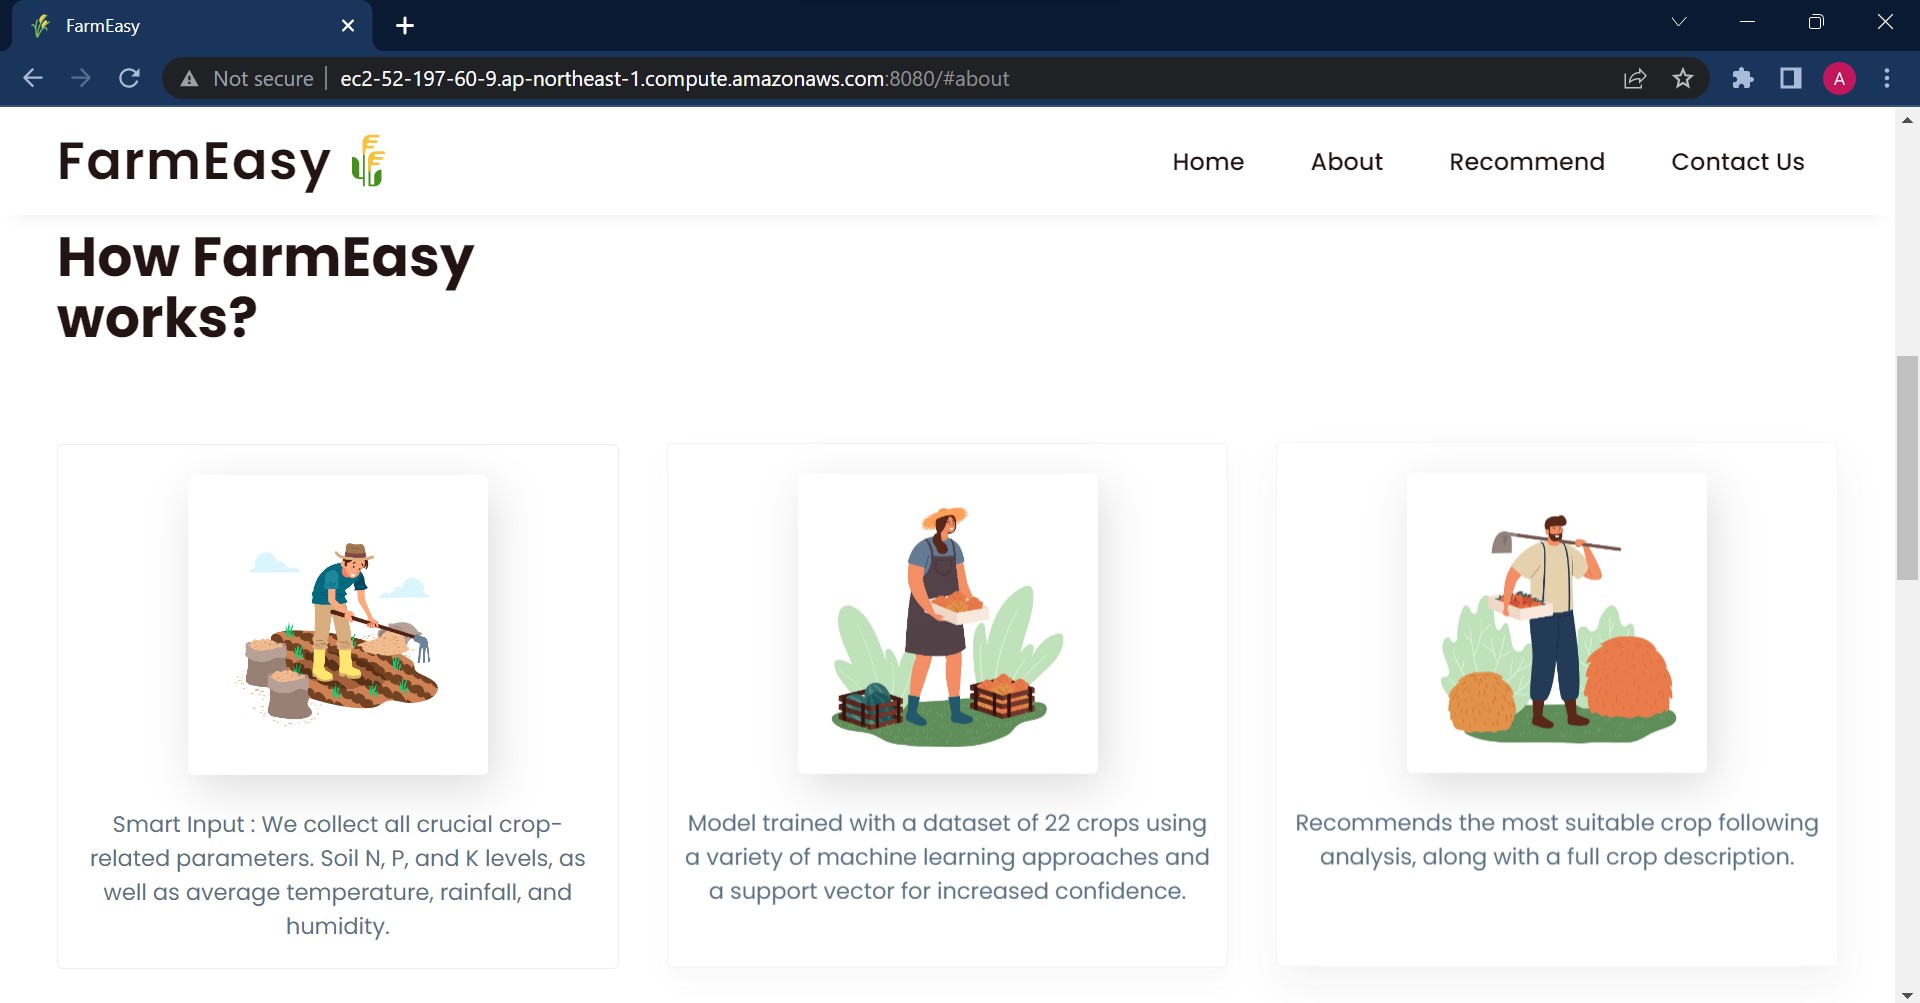 FarmEasy
Not secure
ec2-52-197-60-9.ap-northeast-1.compute.amazonaws.com:8080/#about
A
FarmEasy
Home
About
Recommend
Contact Us
How FarmEasy
works?
Smart Input : We collect all crucial crop-
related parameters. Soil N, P, and K levels, as
well as average temperature, rainfall, and
humidity.
Model trained with a dataset of 22 crops using
a variety of machine learning approaches and
a support vector for increased confidence.
Recommends the most suitable crop following
analysis, along with a full crop description.